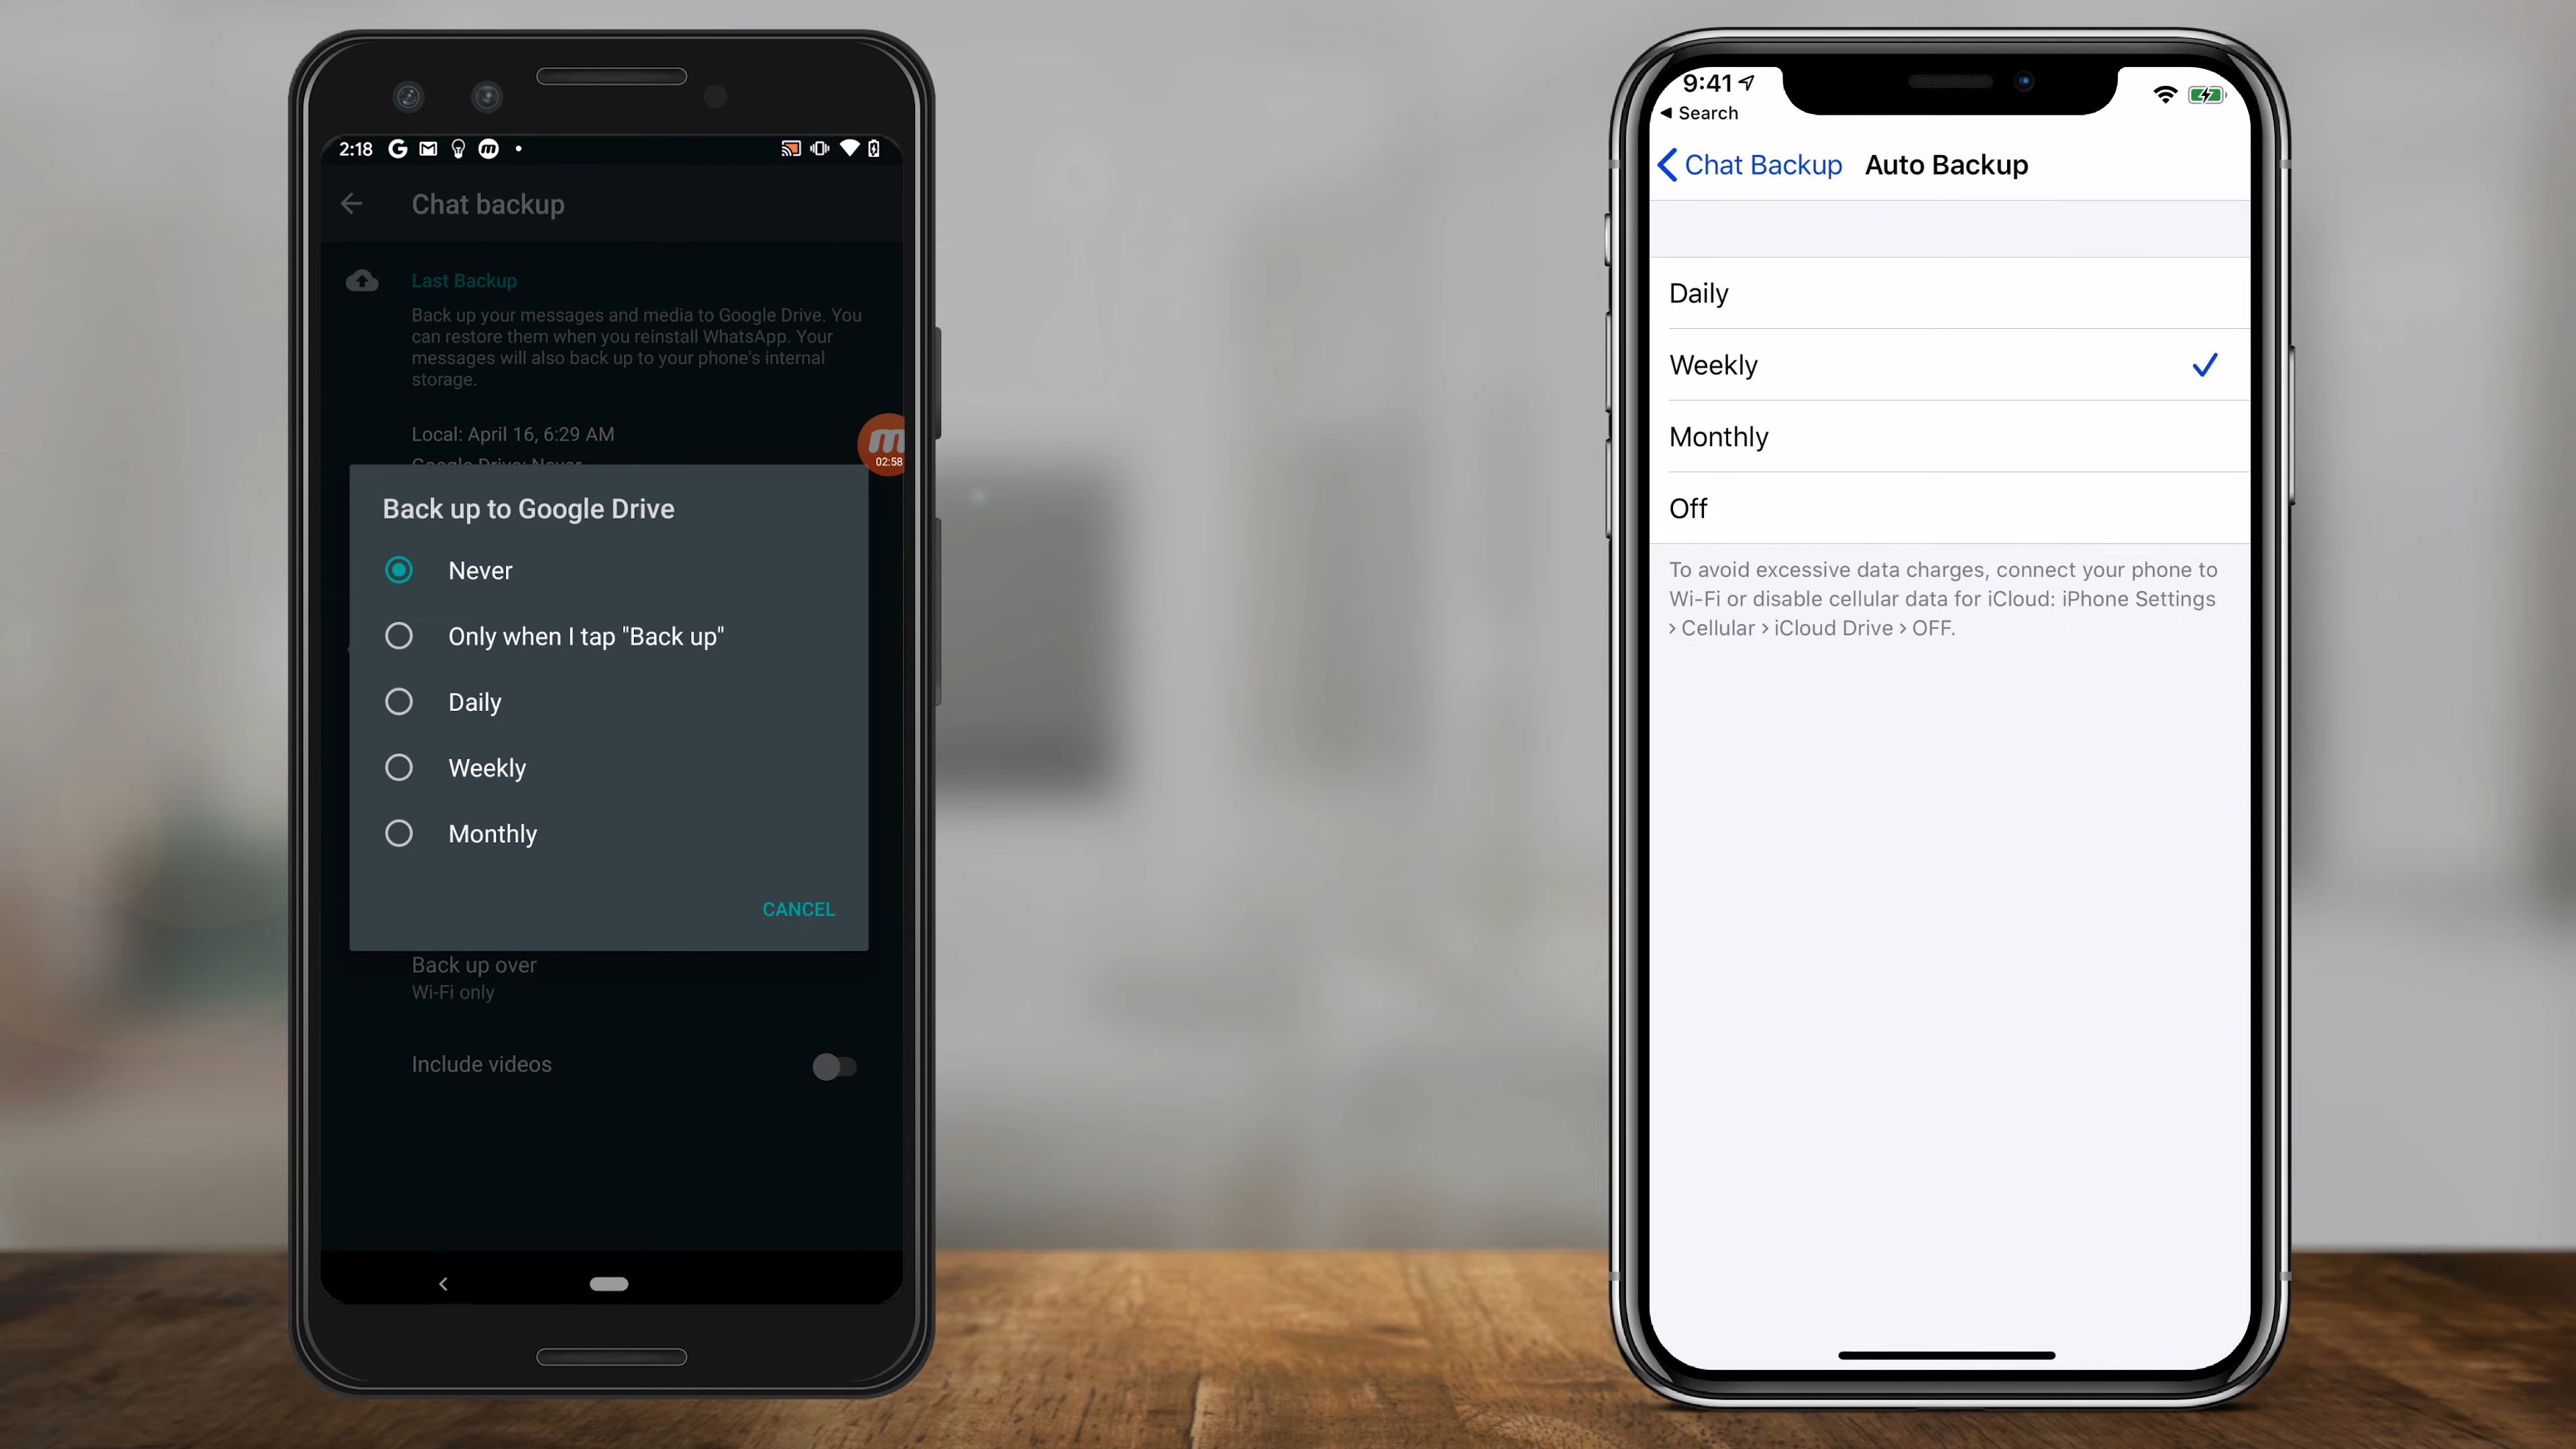 2:18
Chat backup
Last Backup
Back up your messages and media to Google Drive. You
can restore them when you reinstall WhatsApp. Your
messages will also back up to your phone's internal
storage.
Local: April 16, 6:29 AM
Google Drive: Never
02:58
Back up to Google Drive
Never
Only when I tap "Back up"
Daily
Weekly
Monthly
CANCEL
Back up over
Wi-Fi only
Include videos
9:41
◀ Search
Chat Backup Auto Backup
Daily
Weekly
Monthly
Off
To avoid excessive data charges, connect your phone to
Wi-Fi or disable cellular data for iCloud: iPhone Settings
> Cellular > iCloud Drive > OFF.